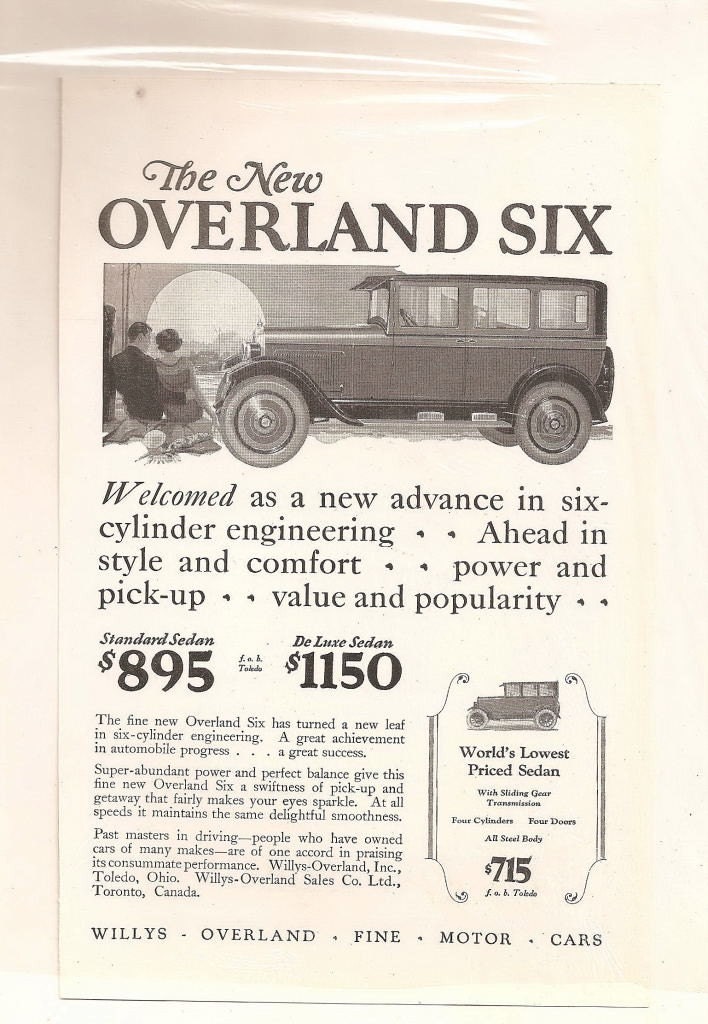 The New
OVERLAND SIX
Welcomed as a new advance in six-
cylinder engineering · · Ahead in
style and comfort · · power and
pick-up · · value and popularity · ·
Standard Sedan
$895
f. o. b.
Toledo
De Luxe Sedan
$1150
The fine new Overland Six has turned a new leaf
in six-cylinder engineering. A great achievement
in automobile progress . . . a great success.
Super-abundant power and perfect balance give this
fine new Overland Six a swiftness of pick-up and
getaway that fairly makes your eyes sparkle. At all
speeds it maintains the same delightful smoothness.
Past masters in driving—people who have owned
cars of many makes—are of one accord in praising
its consummate performance. Willys-Overland, Inc.,
Toledo, Ohio. Willys-Overland Sales Co. Ltd.,
Toronto, Canada.
World's Lowest
Priced Sedan
With Sliding Gear
Transmission
Four Cylinders Four Doors
All Steel Body
$715
f. o. b. Toledo
WILLYS - OVERLAND · FINE · MOTOR · CARS